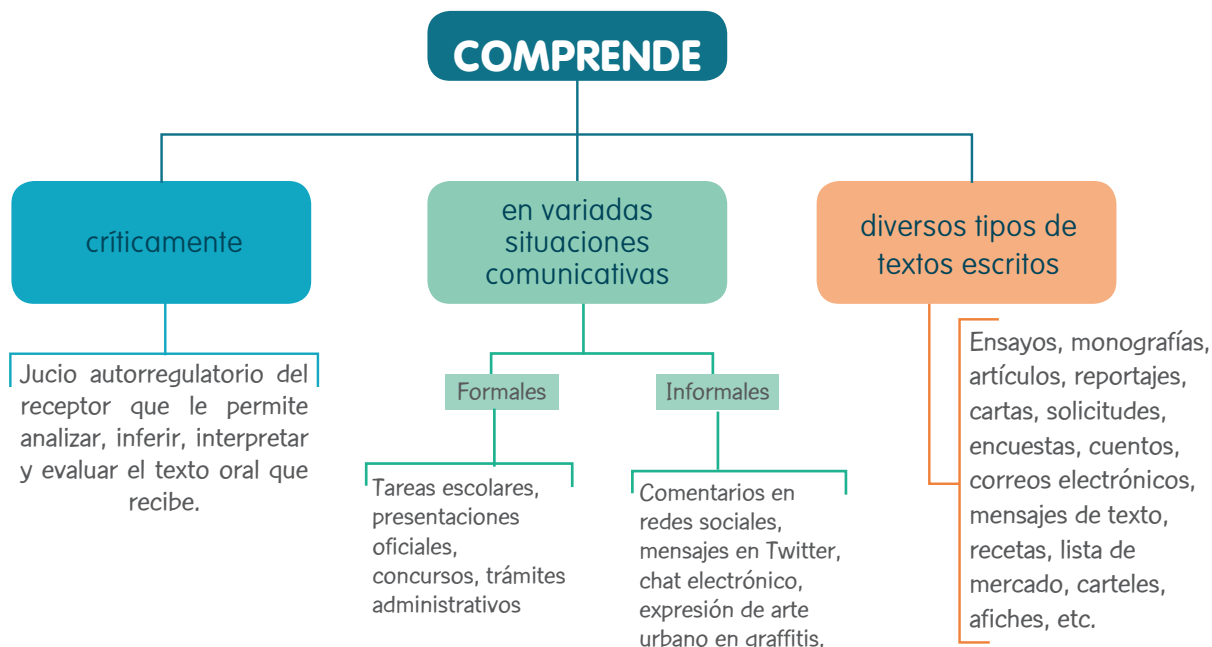 COMPRENDE
críticamente
Jucio autorregulatorio del
receptor que le permite
analizar, inferir, interpretar
y evaluar el texto oral que
recibe.
en variadas
situaciones
comunicativas
Formales
Tareas escolares,
presentaciones
oficiales,
concursos, trámites
administrativos
Informales
Comentarios en
redes sociales,
mensajes en Twitter,
chat electrónico,
expresión de arte
urbano en graffitis,
diversos tipos de
textos escritos
Ensayos, monografías,
artículos, reportajes,
cartas, solicitudes,
encuestas, cuentos,
correos electrónicos,
mensajes de texto,
recetas, lista de
mercado, carteles,
afiches, etc.